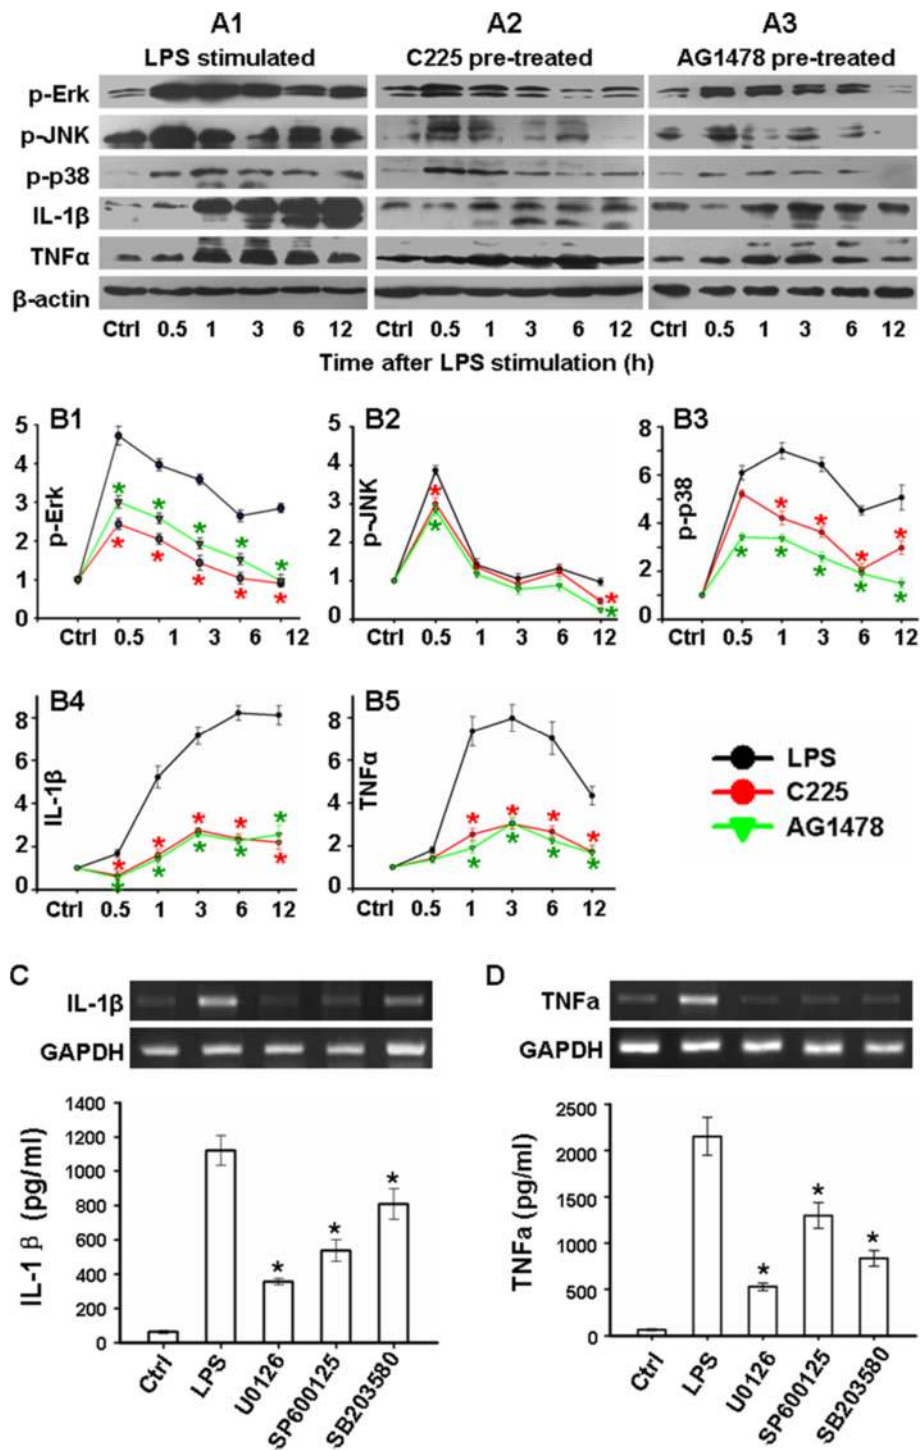 A1 A2 A3
LPS stimulated C225 pre-treated AG1478 pre-treated
p-Erk
p-JNK
p-p38
IL-1β
TNFα
β-actin
Ctrl 0.5 1 3 6 12 Ctrl 0.5 1 3 6 12 Ctrl 0.5 1 3 6 12
Time after LPS stimulation (h)
B1
p-Erk
5
4
3
2
1
0
Ctrl 0.5 1 3 6 12
B2
p-JNK
5
4
3
2
1
0
Ctrl 0.5 1 3 6 12
B3
p-p38
8
6
4
2
0
Ctrl 0.5 1 3 6 12
B4
IL-1β
8
6
4
2
0
Ctrl 0.5 1 3 6 12
B5
TNFα
8
6
4
2
0
Ctrl 0.5 1 3 6 12
LPS
C225
AG1478
C
IL-1β
GAPDH
IL-1 β (pg/ml)
1400
1200
1000
800
600
400
200
0
* * *
Ctrl LPS U0126 SP600125 SB203580
D
TNFa
GAPDH
TNFa (pg/ml)
2500
2000
1500
1000
500
0
* * *
Ctrl LPS U0126 SP600125 SB203580